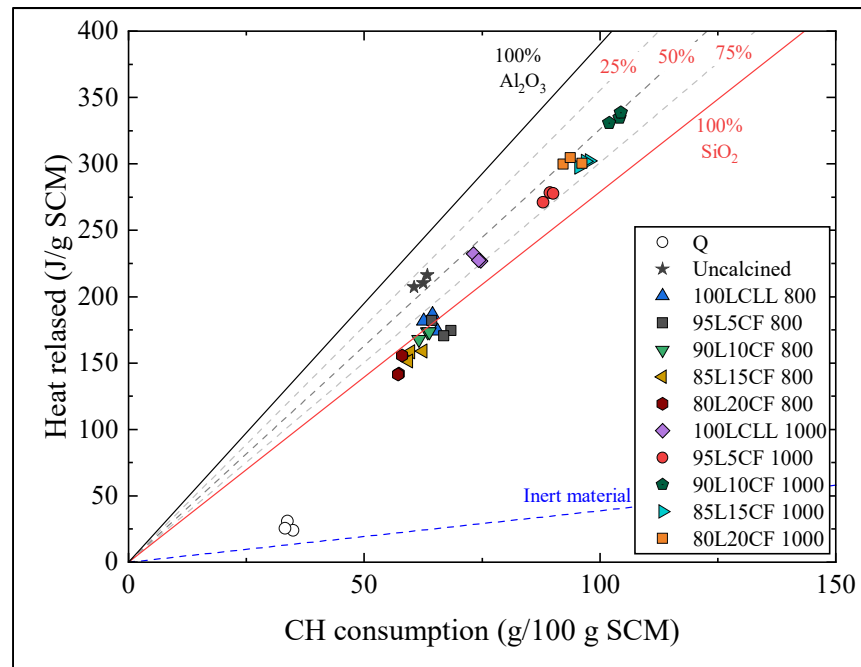 400
350
300
250
200
150
100
50
0
Heat relased (J/g SCM)
0
50
100
150
CH consumption (g/100 g SCM)
100%
Al₂O₃
25%
50%
75%
100%
SiO₂
Inert material
Q
Uncalcined
100LCLL 800
95L5CF 800
90L10CF 800
85L15CF 800
80L20CF 800
100LCLL 1000
95L5CF 1000
90L10CF 1000
85L15CF 1000
80L20CF 1000